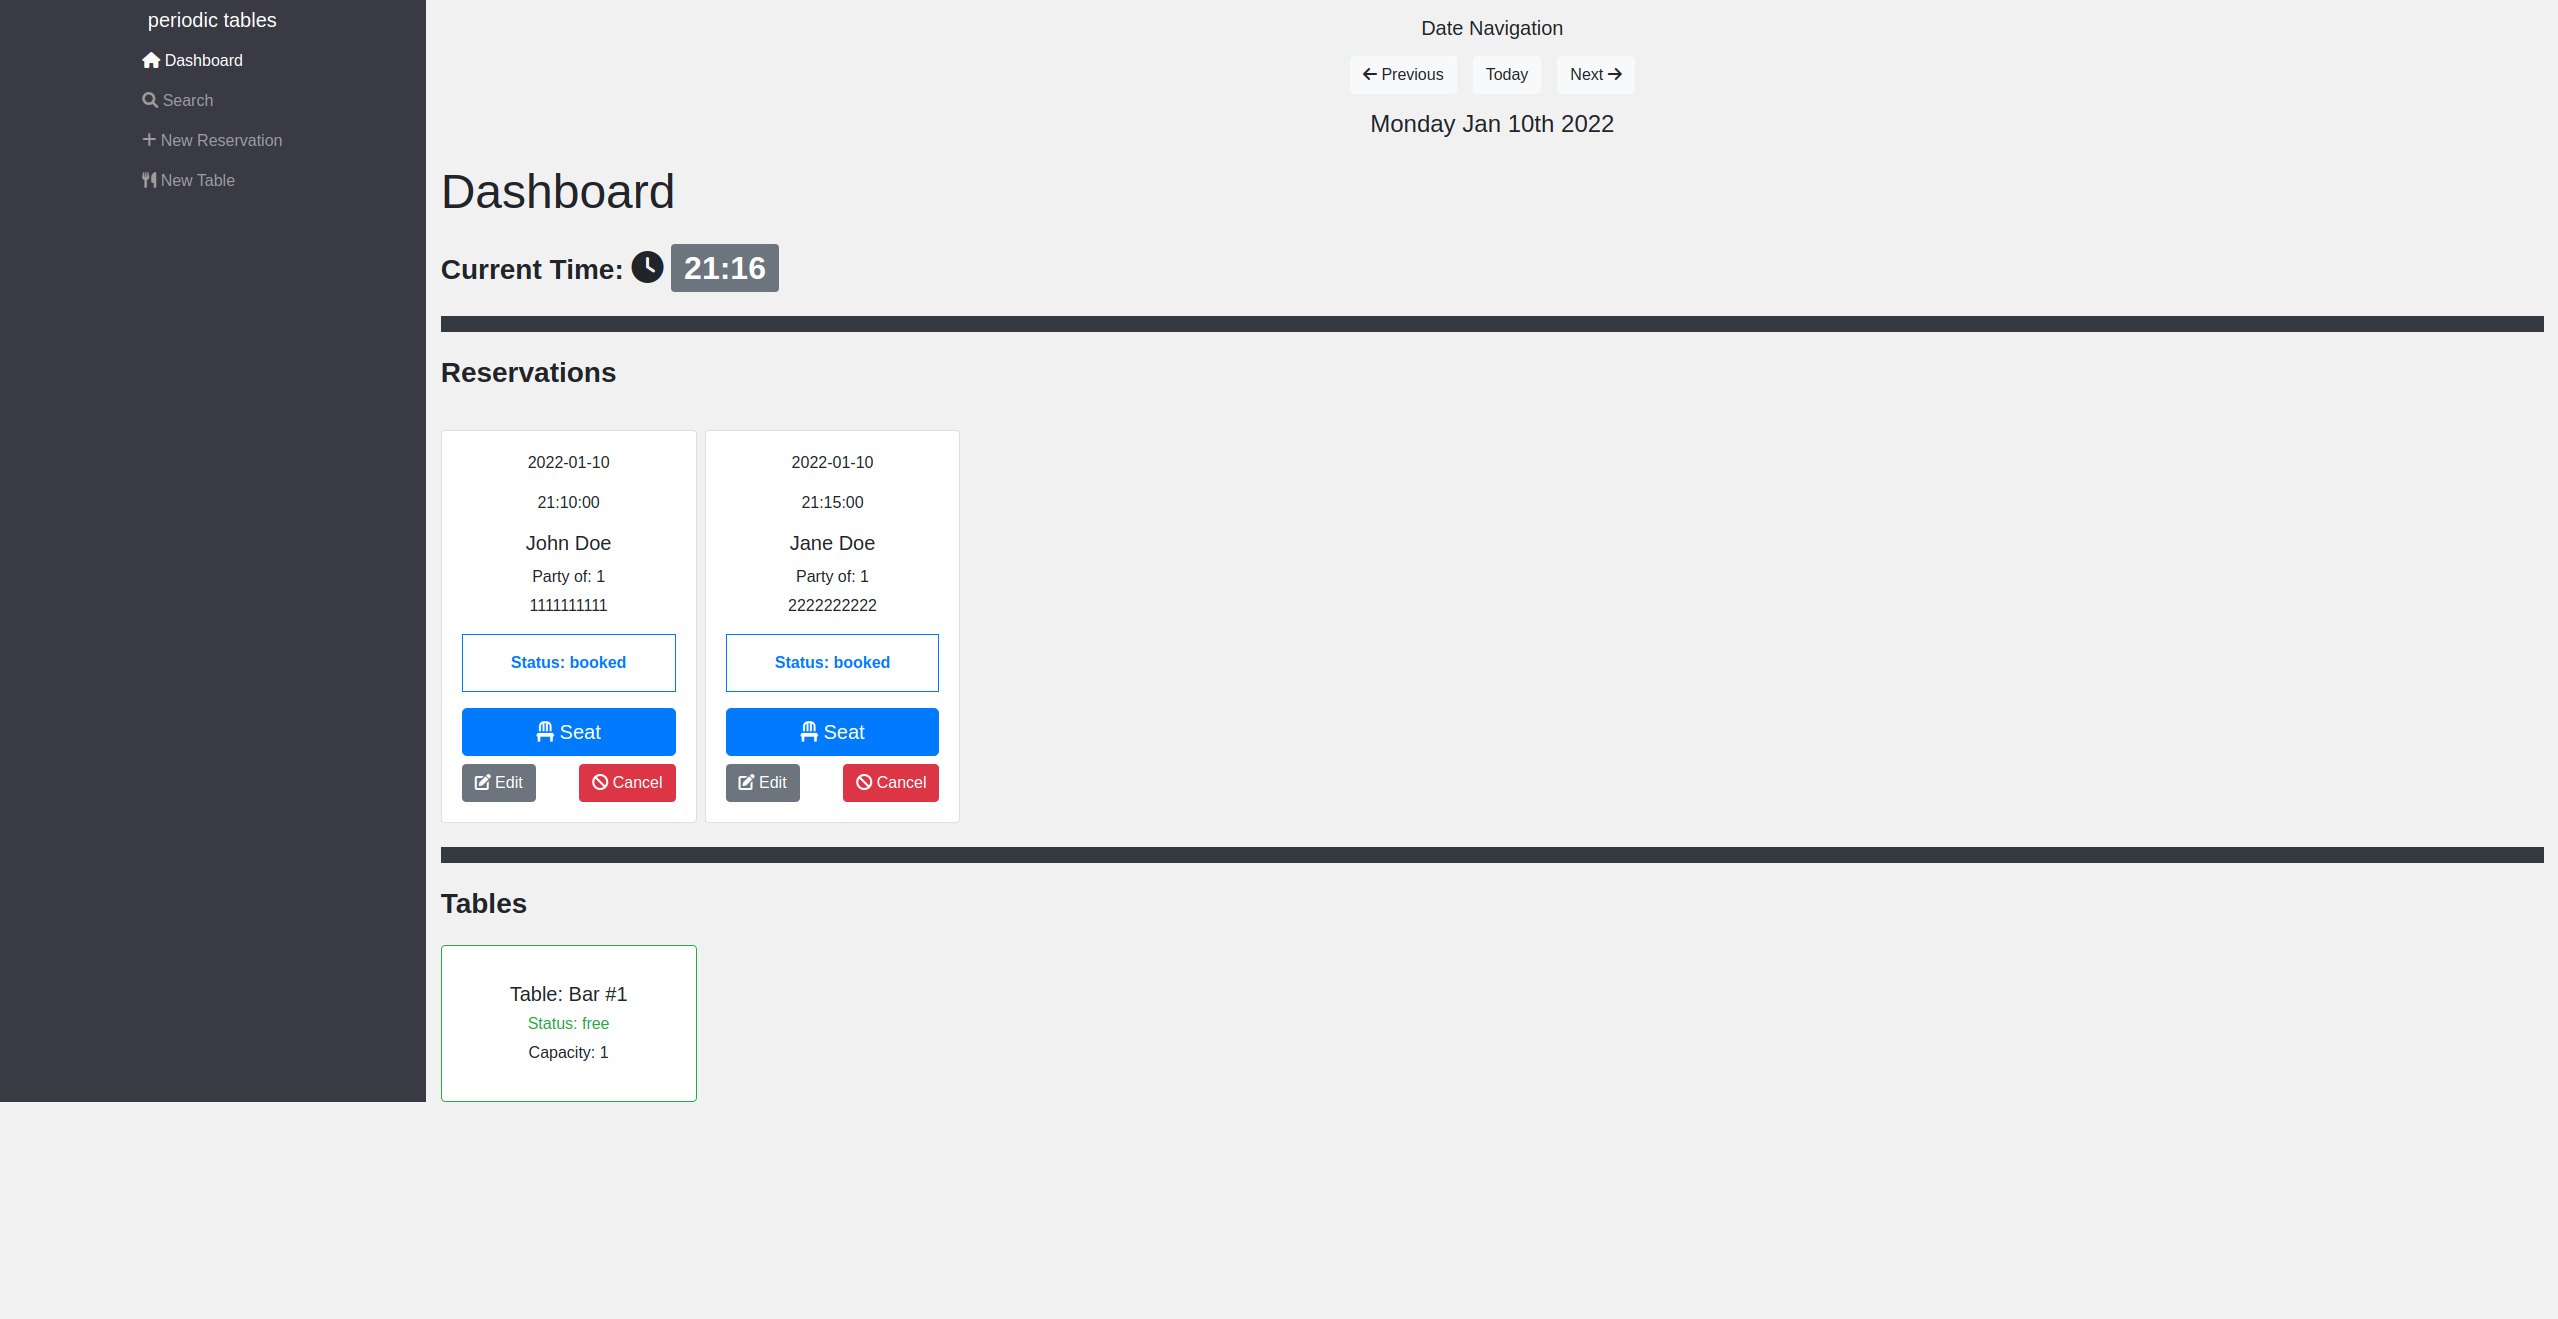 periodic tables
Dashboard
Search
New Reservation
New Table
Date Navigation
Previous Today Next
Monday Jan 10th 2022
Dashboard
Current Time: 21:16
Reservations
2022-01-10
21:10:00
John Doe
Party of: 1
1111111111
Status: booked
Seat
Edit Cancel
2022-01-10
21:15:00
Jane Doe
Party of: 1
2222222222
Status: booked
Seat
Edit Cancel
Tables
Table: Bar #1
Status: free
Capacity: 1